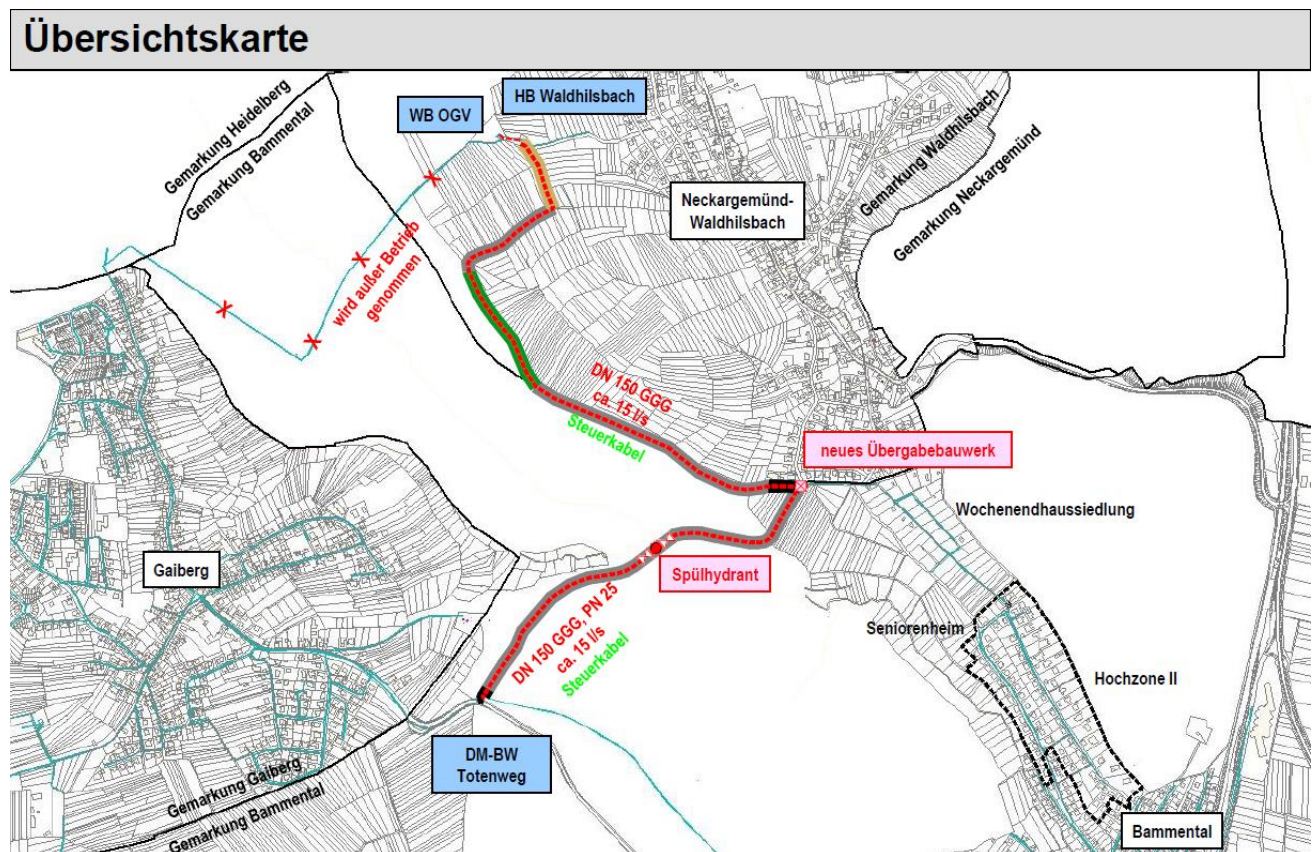 Übersichtskarte
HB Waldhilsbach
WB OGV
Gemarkung Heidelberg
Gemarkung Bammental
Gemarkung Waldhilsbach
Gemarkung Neckargemünd
Neckargemünd-
Waldhilsbach
wird außer Betrieb
genommen
DN 150 GGG
ca. 15 l/s
Steuerkabel
neues Übergabebauwerk
Wochenendhaussiedlung
Gaiberg
Spülhydrant
DN 150 GGG, PN 25
ca. 15 l/s
Steuerkabel
Seniorenheim
Hochzone II
DM-BW
Totenweg
Gemarkung Gaiberg
Gemarkung Bammental
Bammental